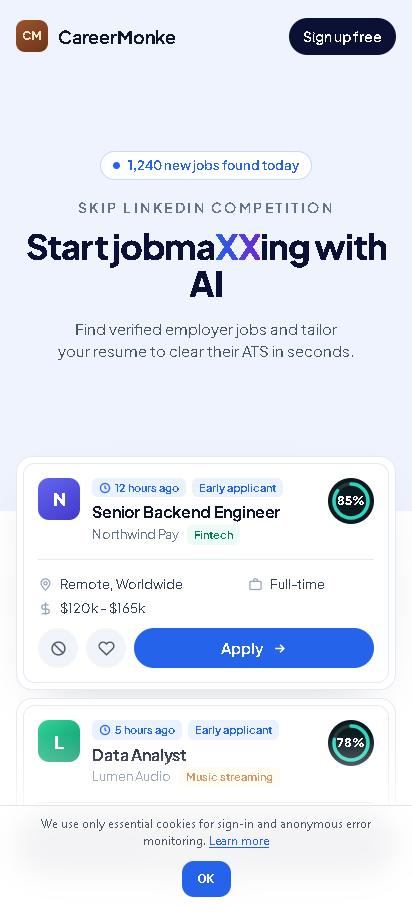 CM CareerMonke Sign up free
1,240 new jobs found today
SKIP LINKEDIN COMPETITION
Start jobmaXXing with
AI
Find verified employer jobs and tailor
your resume to clear their ATS in seconds.
N
12 hours ago Early applicant
85%
Senior Backend Engineer
Northwind Pay Fintech
Remote, Worldwide Full-time
$120k - $165k
Apply →
L
5 hours ago Early applicant
78%
Data Analyst
Lumen Audio Music streaming
We use only essential cookies for sign-in and anonymous error
monitoring. Learn more
OK